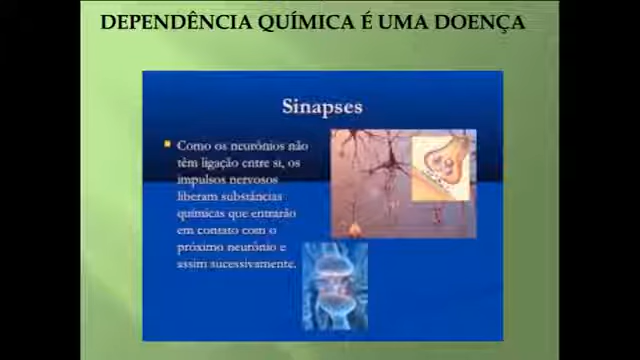 DEPENDÊNCIA QUÍMICA É UMA DOENÇA
Sinapses
Como os neurônios não
têm ligação entre si, os
impulsos nervosos
liberam substâncias
químicas que entrarão
em contato com o
próximo neurônio e
assim sucessivamente.